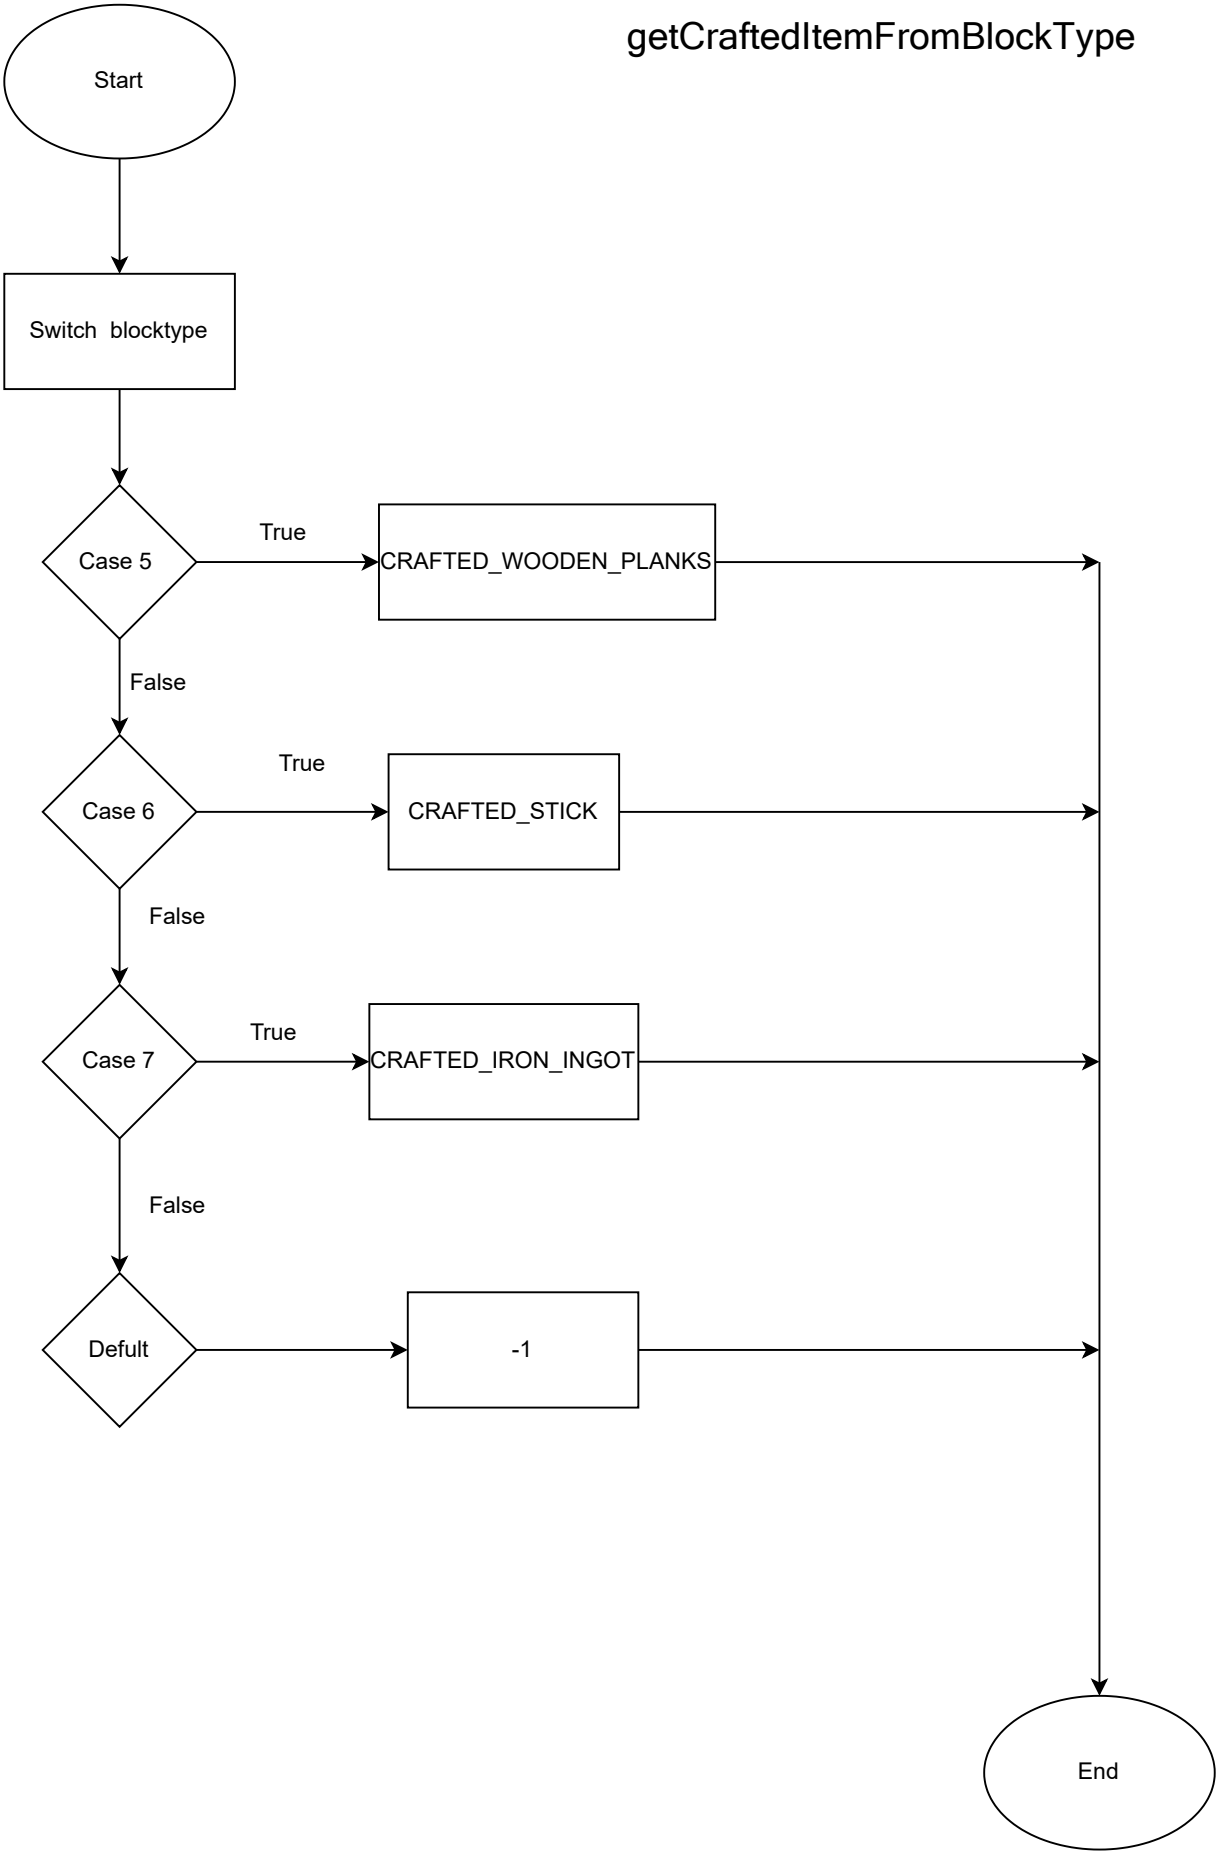 getCraftedItemFromBlockType
Start
Switch  blocktype
Case 5
True
CRAFTED_WOODEN_PLANKS
False
Case 6
True
CRAFTED_STICK
False
Case 7
True
CRAFTED_IRON_INGOT
False
Defult
-1
End